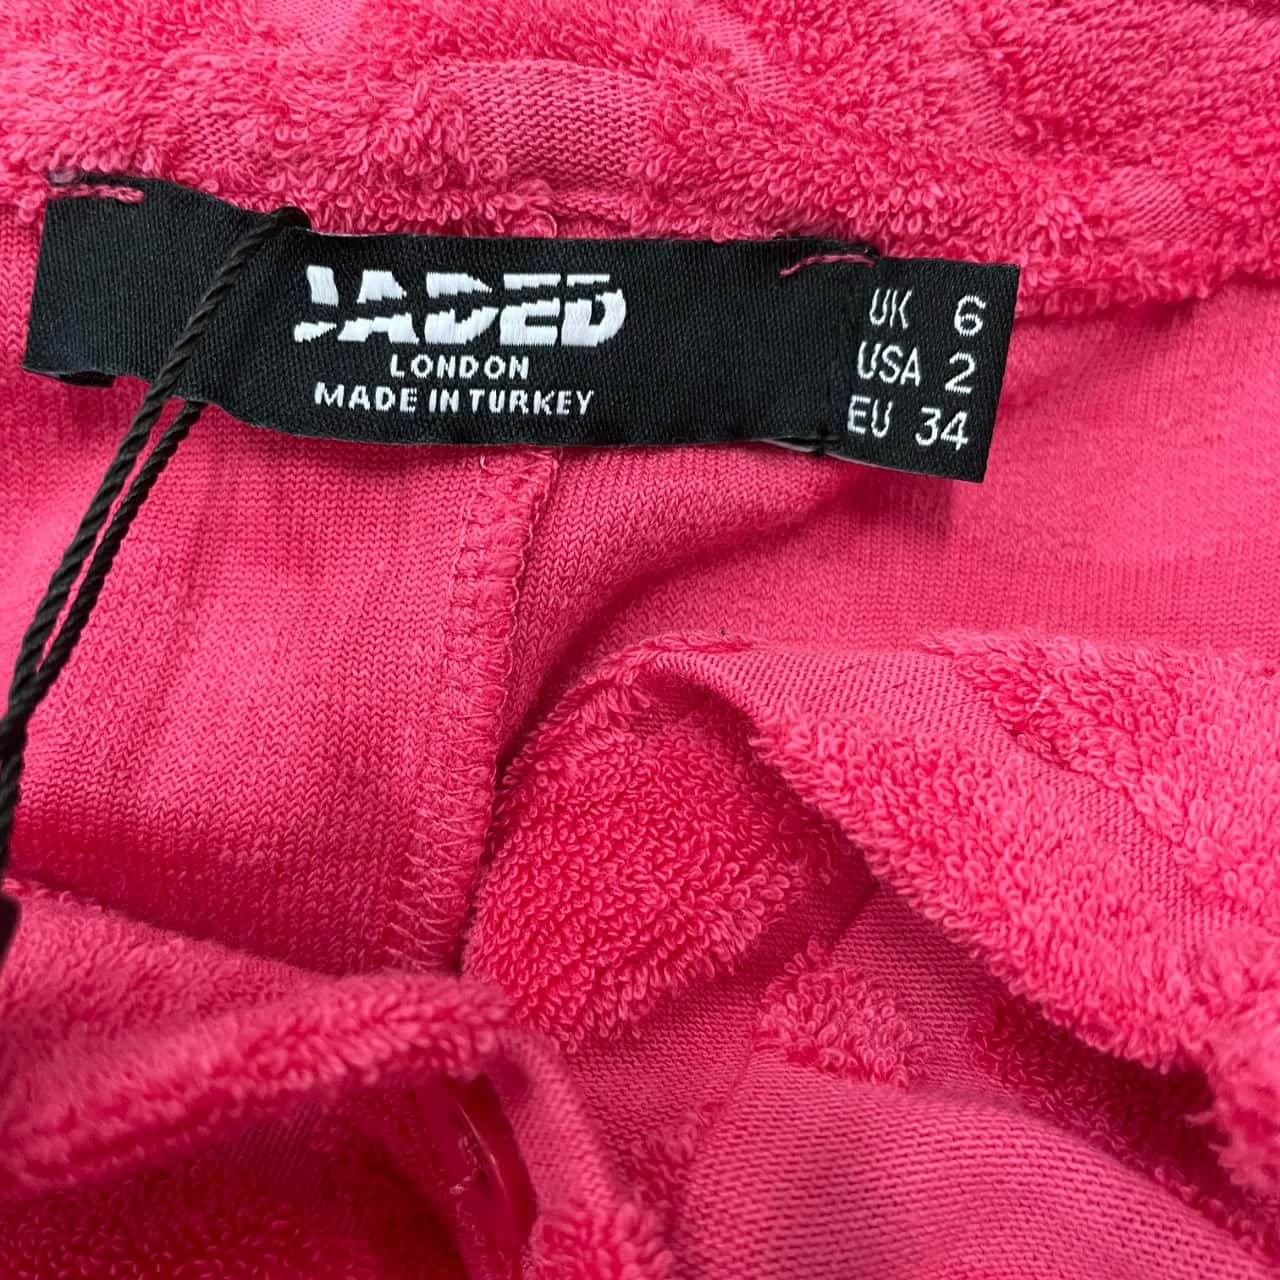 JADED
LONDON
MADE IN TURKEY
UK 6
USA 2
EU 34